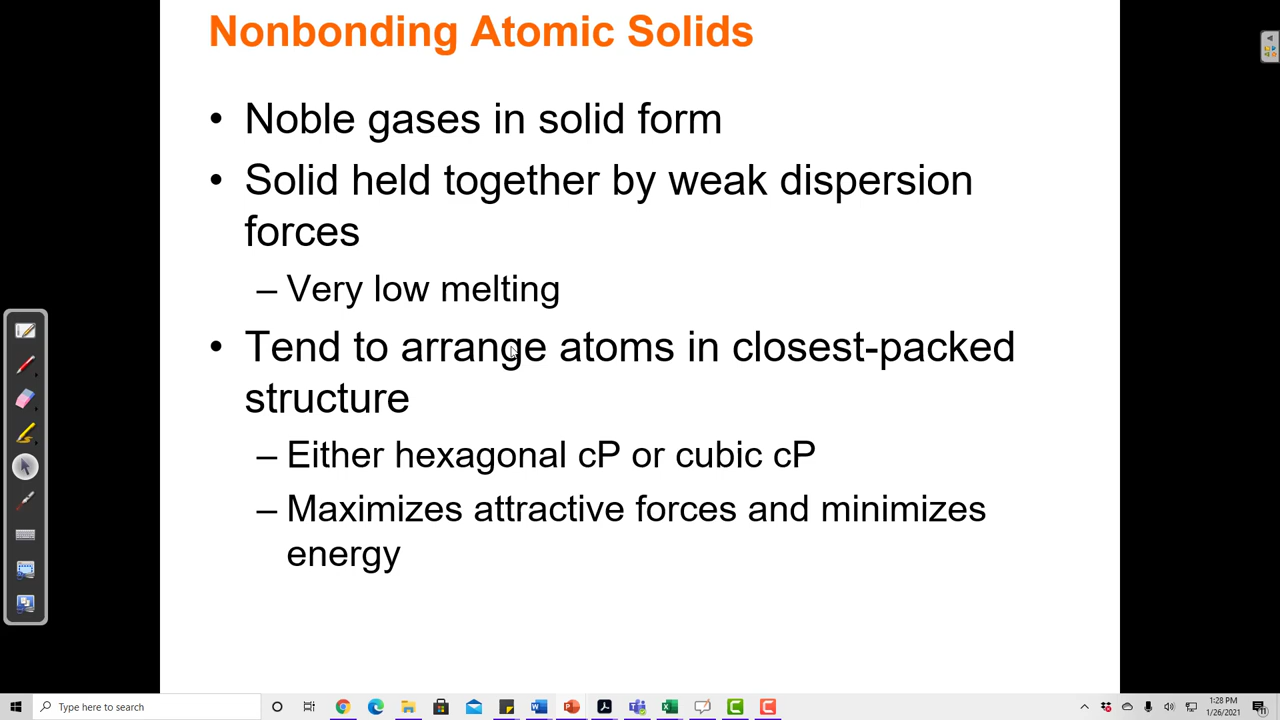 Nonbonding Atomic Solids
• Noble gases in solid form
• Solid held together by weak dispersion
forces
– Very low melting
• Tend to arrange atoms in closest-packed
structure
– Either hexagonal cP or cubic cP
– Maximizes attractive forces and minimizes
energy
Type here to search
1:28 PM
1/26/2021